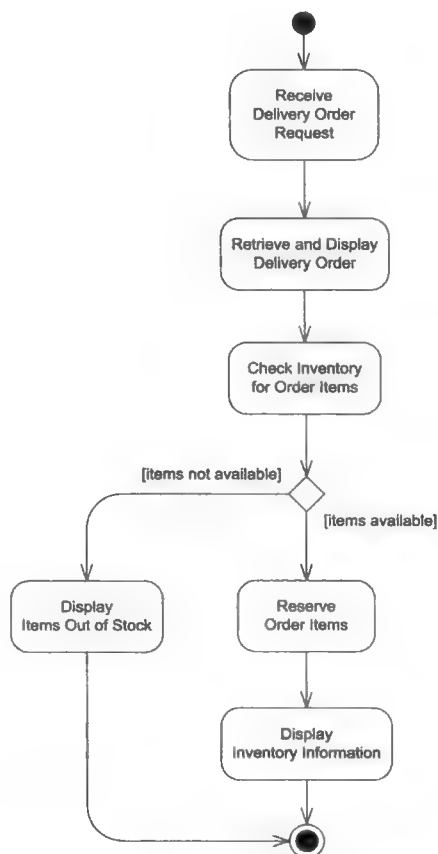 Receive
Delivery Order
Request
Retrieve and Display
Delivery Order
Check Inventory
for Order Items
[items not available]
[items available]
Display
Items Out of Stock
Reserve
Order Items
Display
Inventory Information